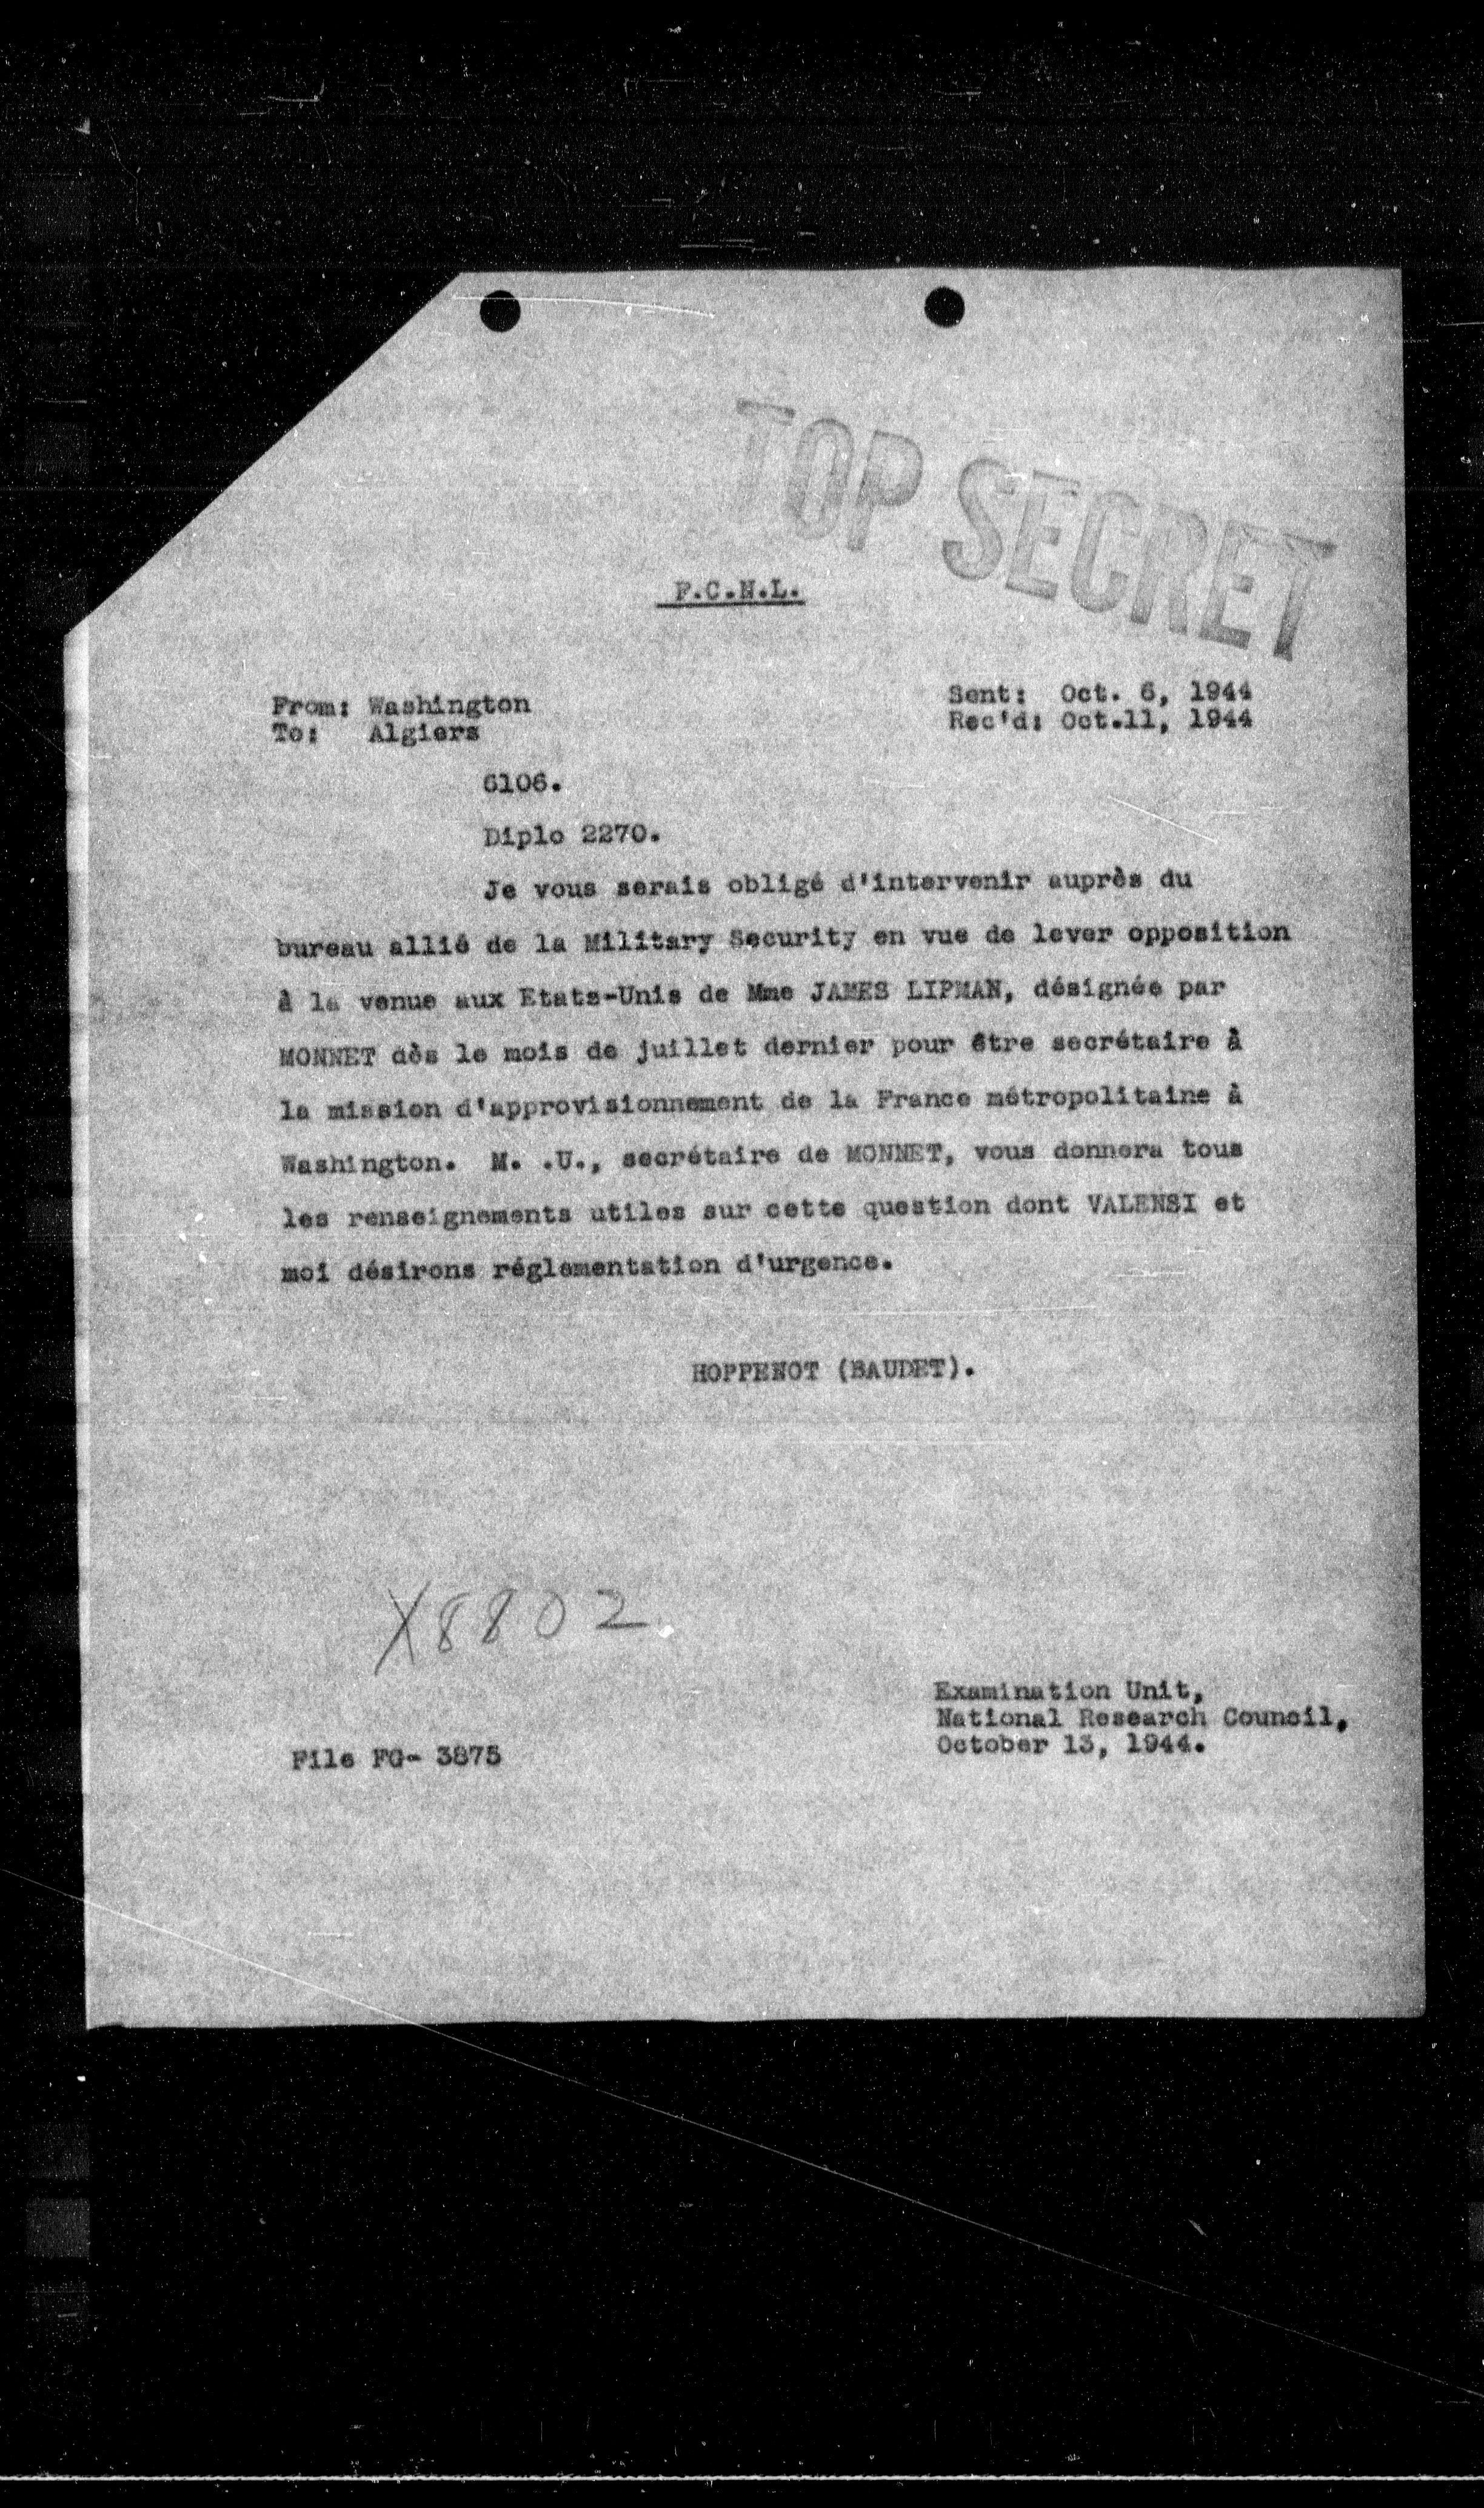 TOP SECRET
F.C.N.L.
From: Washington
To: Algiers
Sent: Oct. 6, 1944
Rec'd: Oct.11, 1944
6106.
Diplo 2270.
Je vous serais obligé d'intervenir auprès du
bureau allié de la Military Security en vue de lever opposition
à la venue aux Etats-Unis de Mme JAMES LIPMAN, désignée par
MONNET dès le mois de juillet dernier pour être secrétaire à
la mission d'approvisionnement de la France métropolitaine à
Washington. M. .U., secrétaire de MONNET, vous donnera tous
les renseignements utiles sur cette question dont VALENSI et
moi désirons réglementation d'urgence.
HOPPENOT (BAUDET).
X8802.
Examination Unit,
National Research Council,
October 13, 1944.
File FG- 3875